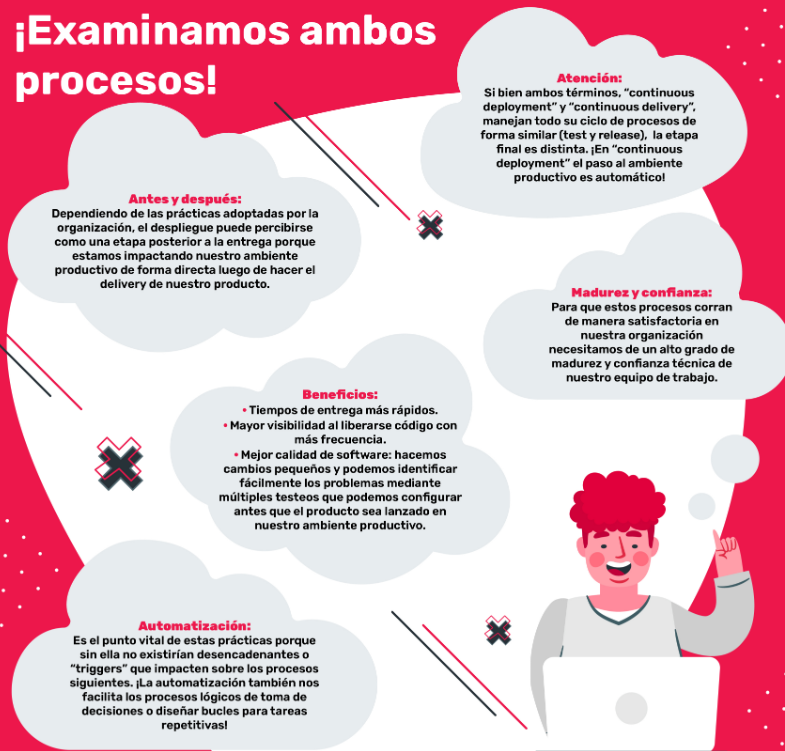 ¡Examinamos ambos
procesos!
Atención:
Si bien ambos términos, “continuous
deployment” y “continuous delivery”,
manejan todo su ciclo de procesos de
forma similar (test y release), la etapa
final es distinta. ¡En “continuous
deployment” el paso al ambiente
productivo es automático!
Antes y después:
Dependiendo de las prácticas adoptadas por la
organización, el despliegue puede percibirse
como una etapa posterior a la entrega porque
estamos impactando nuestro ambiente
productivo de forma directa luego de hacer el
delivery de nuestro producto.
Madurez y confianza:
Para que estos procesos corran
de manera satisfactoria en
nuestra organización
necesitamos de un alto grado de
madurez y confianza técnica de
nuestro equipo de trabajo.
Beneficios:
• Tiempos de entrega más rápidos.
• Mayor visibilidad al liberarse código con
más frecuencia.
• Mejor calidad de software: hacemos
cambios pequeños y podemos identificar
fácilmente los problemas mediante
múltiples testeos que podemos configurar
antes que el producto sea lanzado en
nuestro ambiente productivo.
Automatización:
Es el punto vital de estas prácticas porque
sin ella no existirían desencadenantes o
“triggers” que impacten sobre los procesos
siguientes. ¡La automatización también nos
facilita los procesos lógicos de toma de
decisiones o diseñar bucles para tareas
repetitivas!